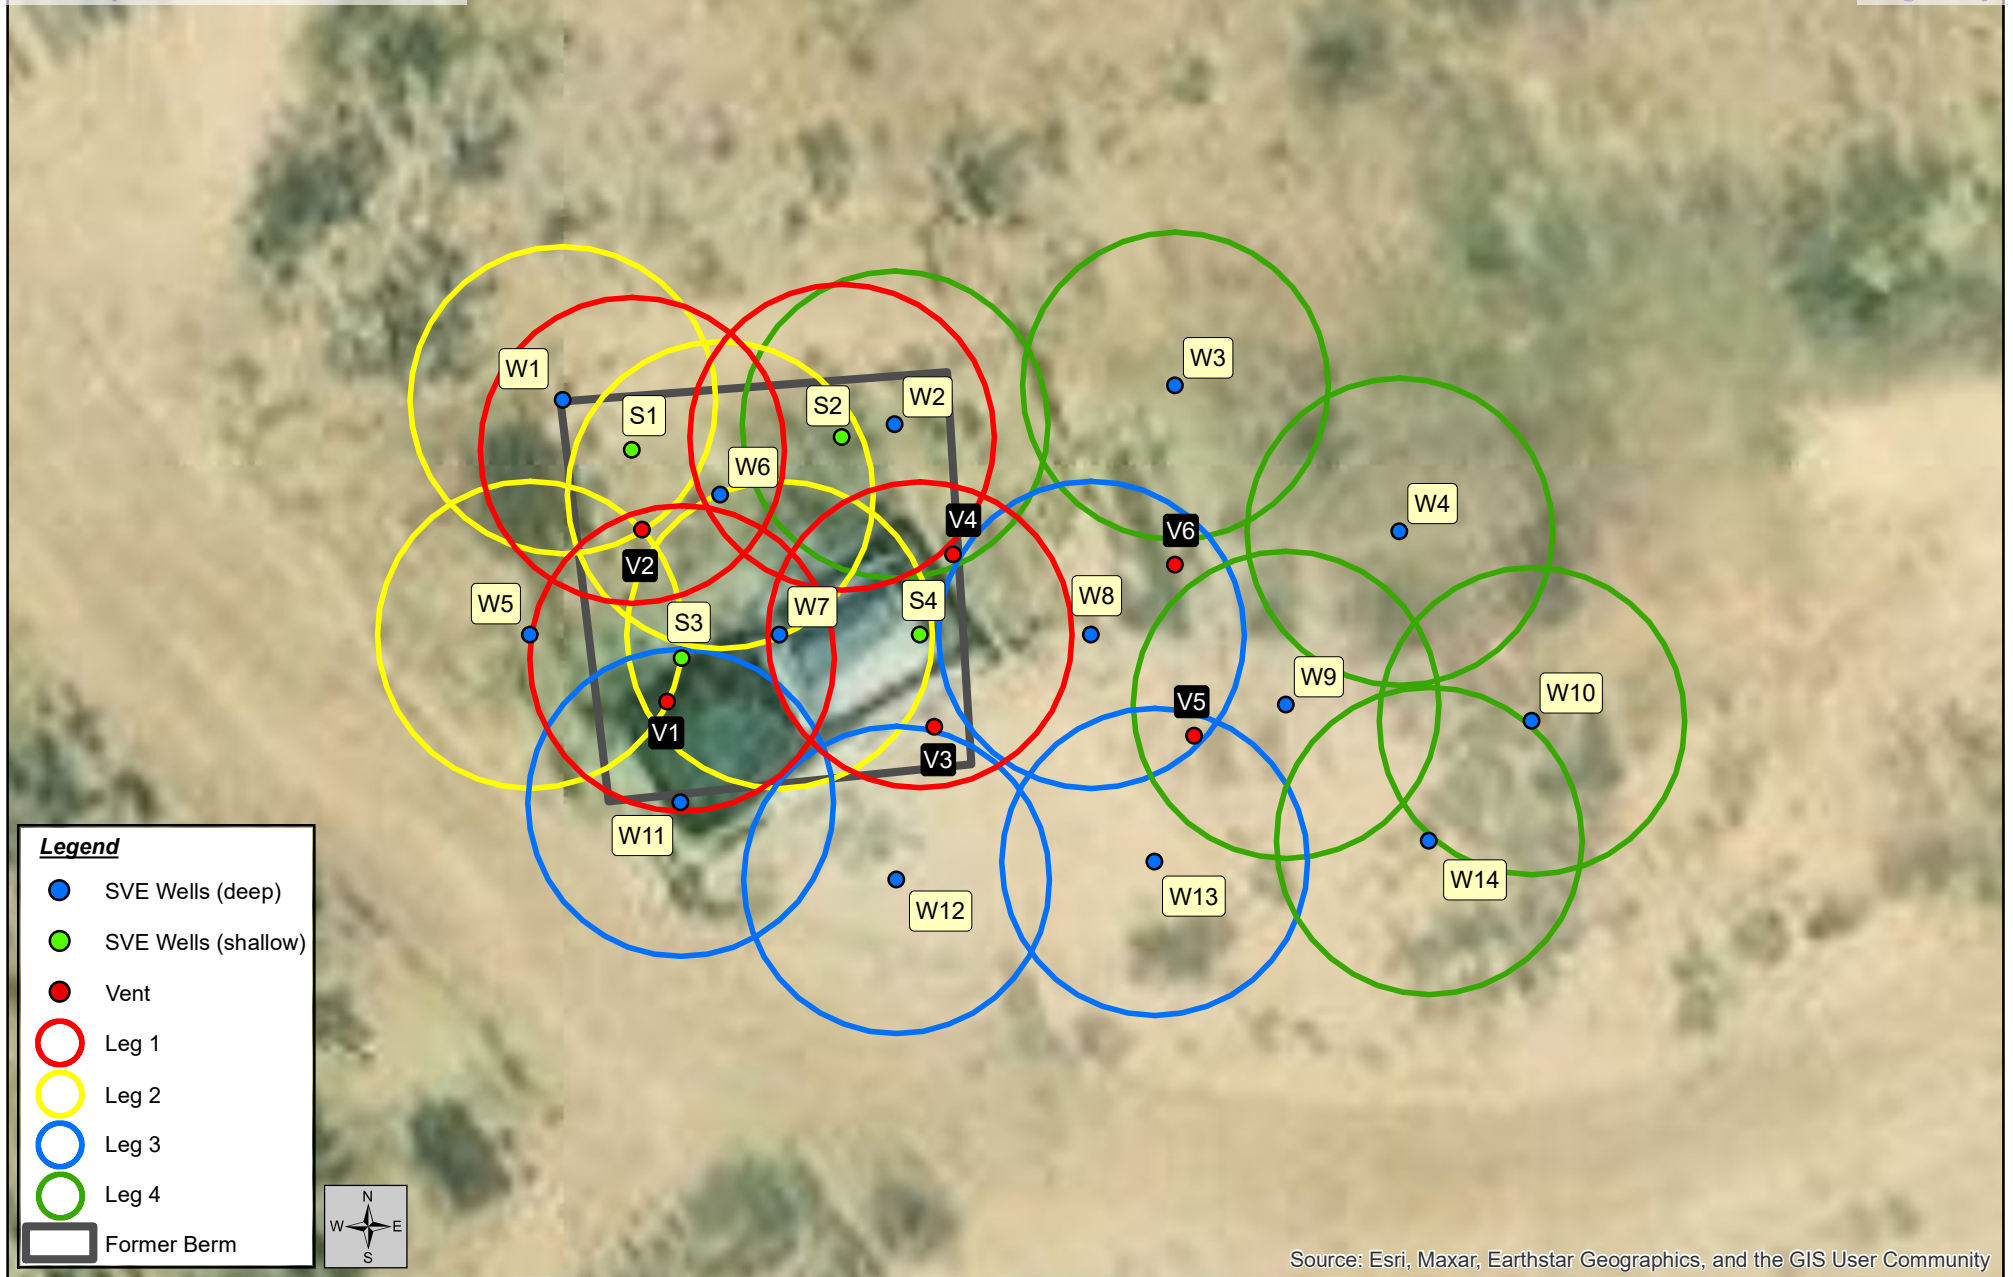 W3
W1
W2
S2
S1
W6
W4
V4
V6
V2
W8
W5
W7
S4
S3
W9
W10
V5
V1
V3
W11
W14
W13
W12
Legend
SVE Wells (deep)
SVE Wells (shallow)
Vent
Leg 1
Leg 2
Leg 3
Leg 4
Former Berm
N
W E
S
Source: Esri, Maxar, Earthstar Geographics, and the GIS User Community